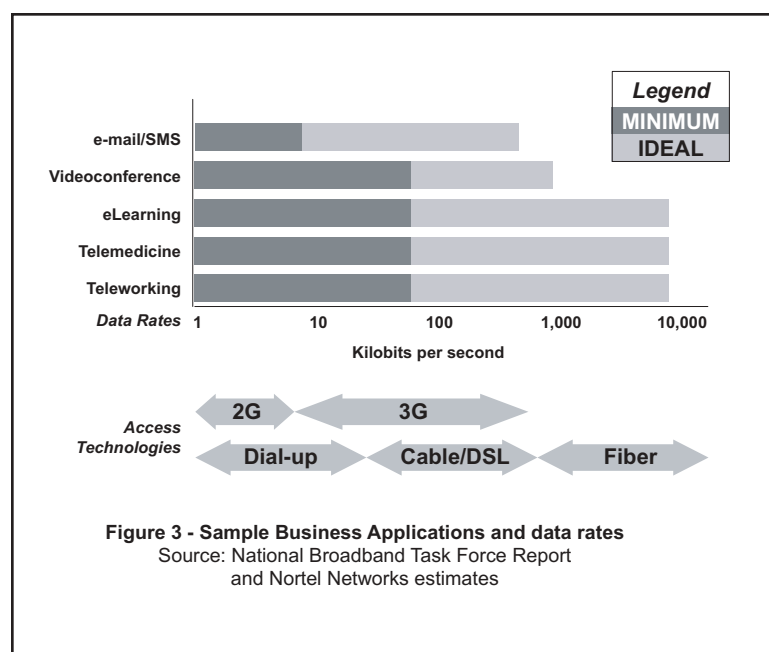 Legend
MINIMUM
IDEAL
e-mail/SMS
Videoconference
eLearning
Telemedicine
Teleworking
Data Rates 1 10 100 1,000 10,000
Kilobits per second
Access
Technologies
2G 3G
Dial-up Cable/DSL Fiber
Figure 3 - Sample Business Applications and data rates
Source: National Broadband Task Force Report
and Nortel Networks estimates